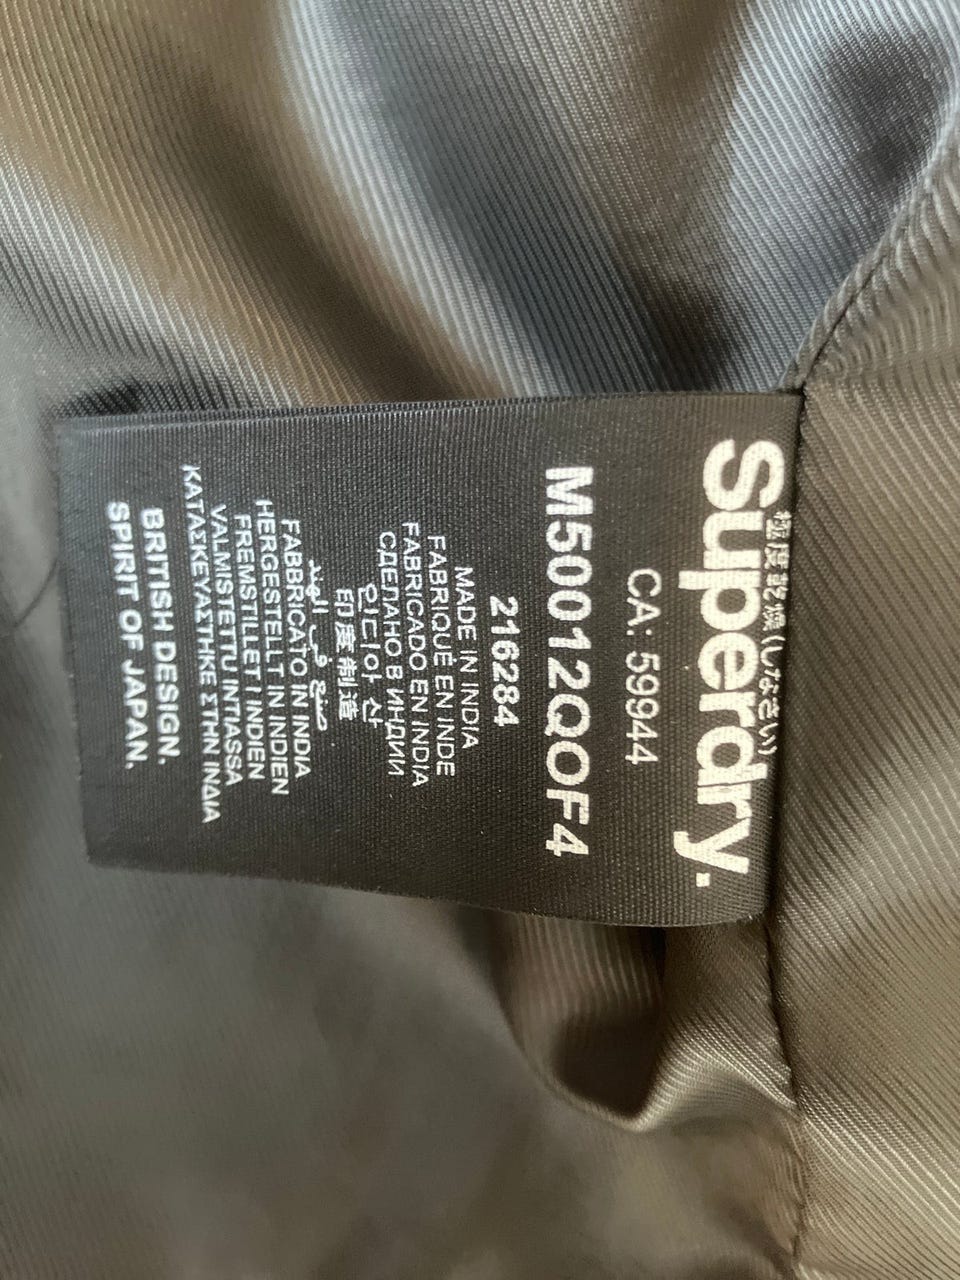 Superdry.
極度乾燥(しなさい)
CA: 59944
M50012QOF4
216284
MADE IN INDIA
FABRIQUÉ EN INDE
FABRICADO EN INDIA
СДЕЛАНО В ИНДИИ
인디아 산
印度制造
صنع في الهند
FABBRICATO IN INDIA
HERGESTELLT IN INDIEN
FREMSTILLET I INDIEN
VALMISTETTU INTIASSA
ΚΑΤΑΣΚΕΥΑΣΤΗΚΕ ΣΤΗΝ ΙΝΔΙΑ
BRITISH DESIGN.
SPIRIT OF JAPAN.